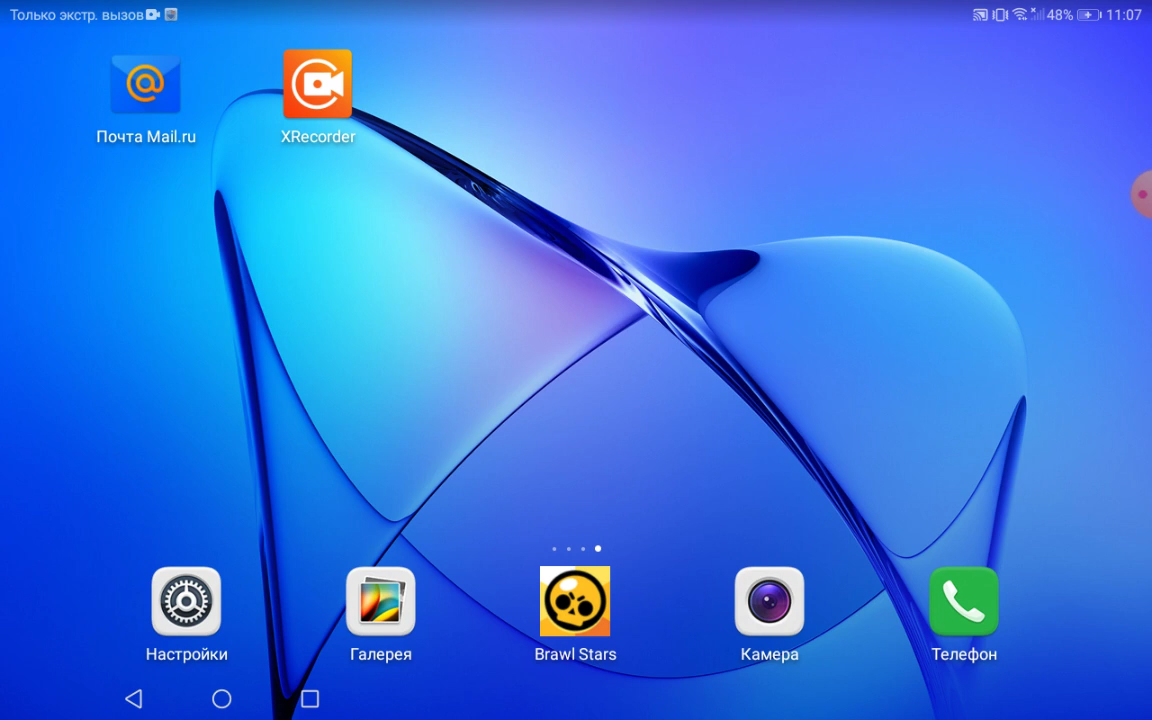 Только экстр. вызов 48% 11:07
Почта Mail.ru XRecorder
Настройки Галерея Brawl Stars Камера Телефон